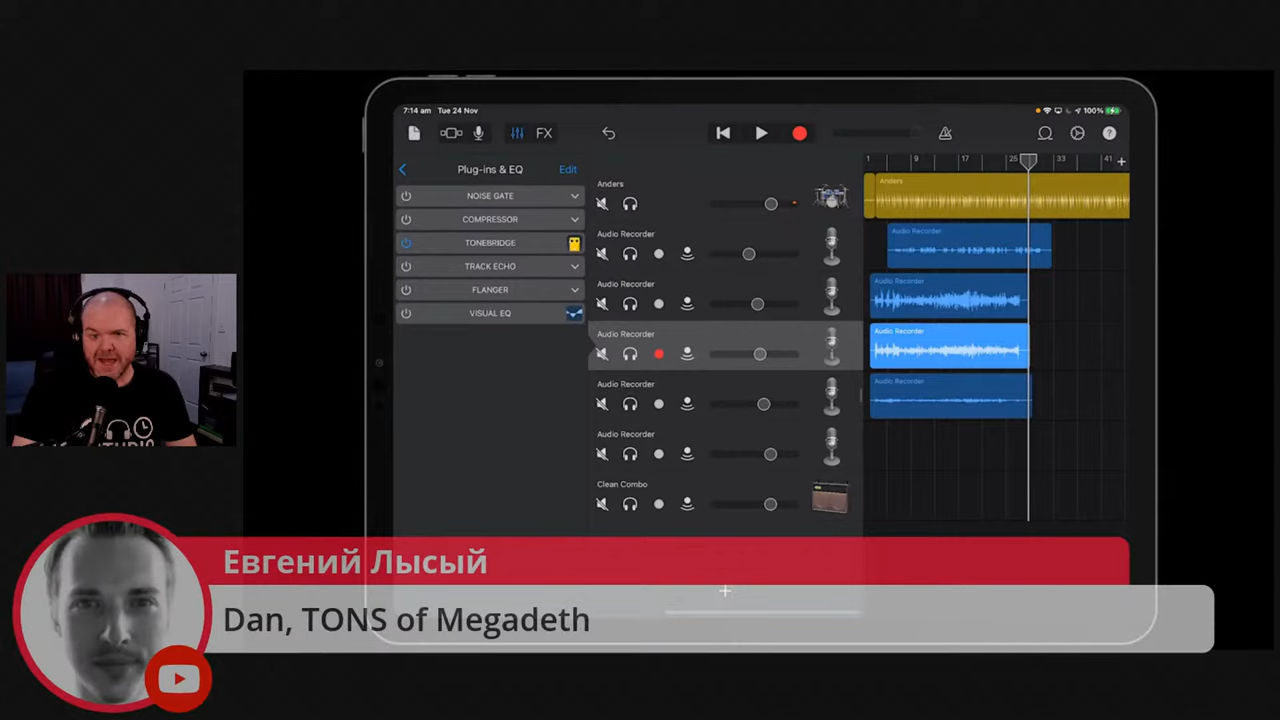 7:14 am Tue 24 Nov
100%
FX
Plug-ins & EQ
Edit
NOISE GATE
COMPRESSOR
TONEBRIDGE
TRACK ECHO
FLANGER
VISUAL EQ
Anders
Audio Recorder
Audio Recorder
Audio Recorder
Audio Recorder
Audio Recorder
Clean Combo
1 9 17 25 33 41 +
Anders
Audio Recorder
Audio Recorder
Audio Recorder
Audio Recorder
Евгений Лысый
Dan, TONS of Megadeth